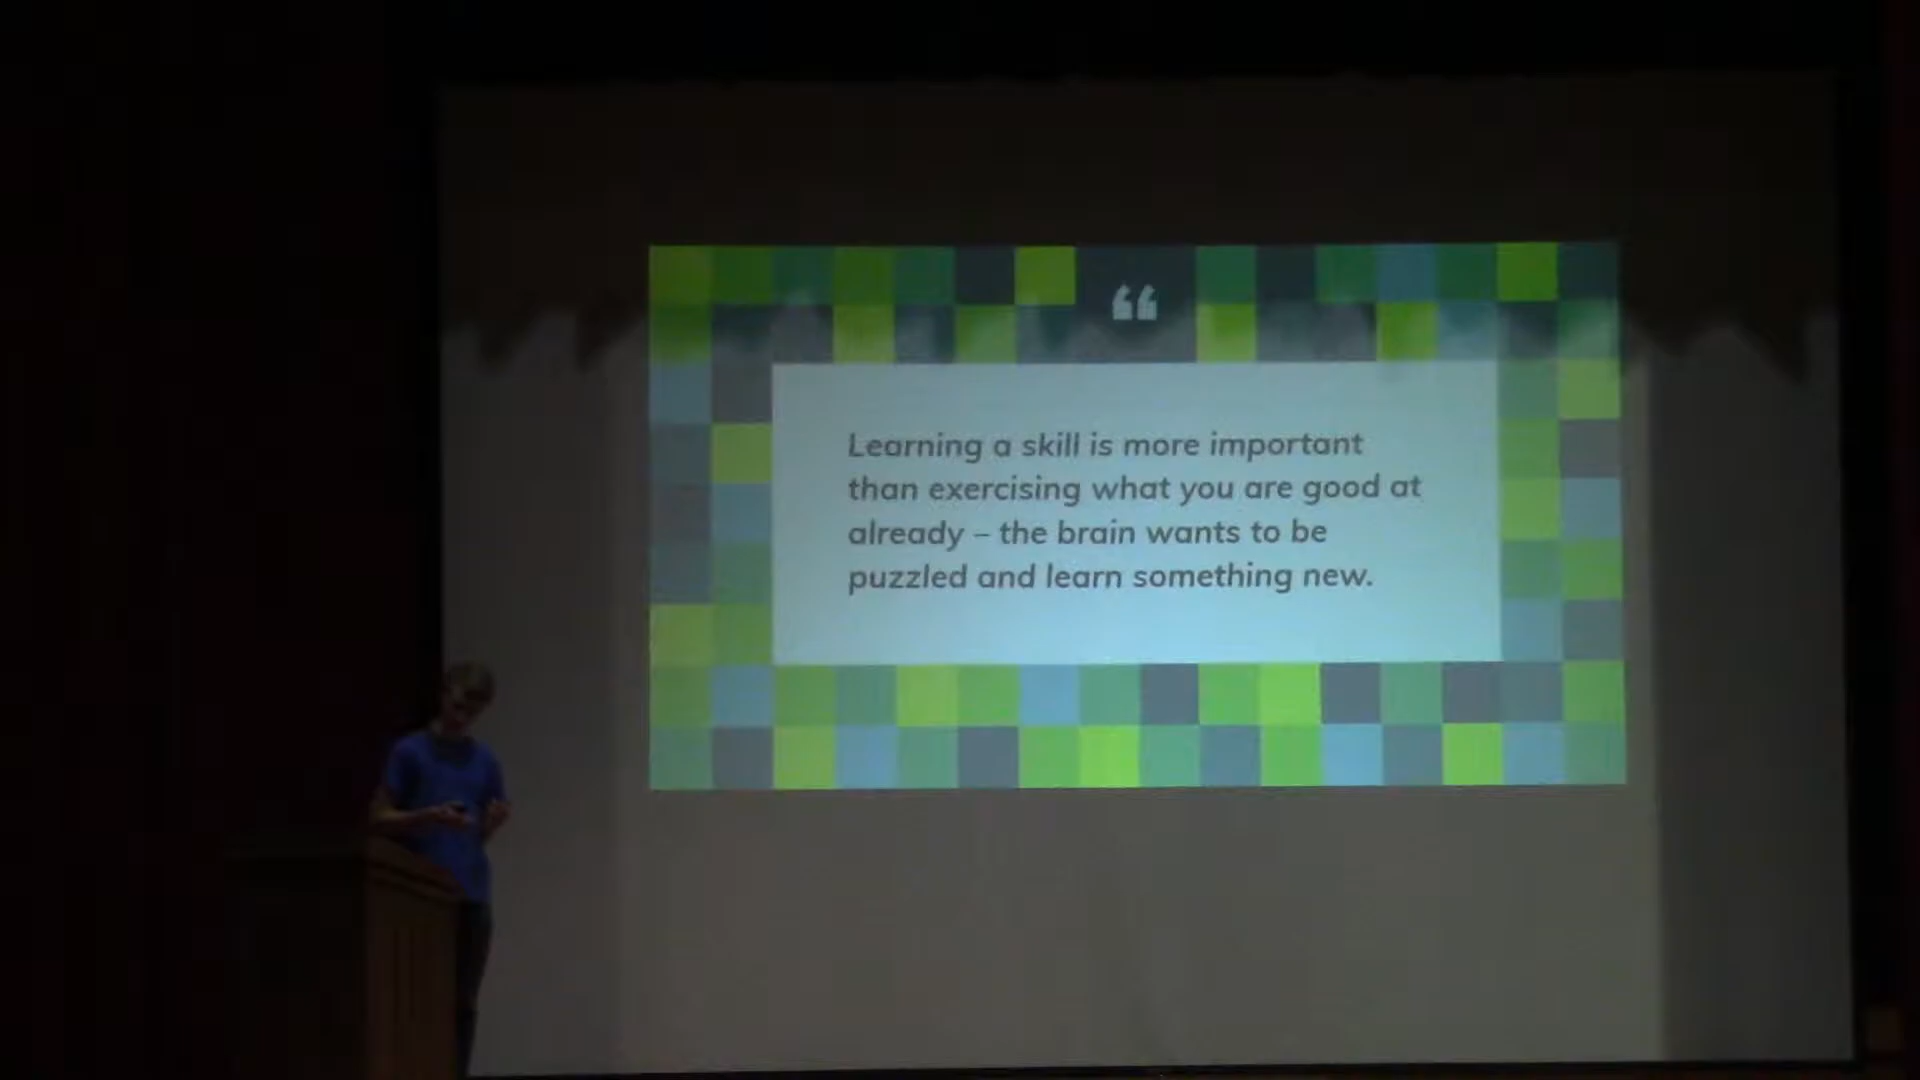 “
Learning a skill is more important
than exercising what you are good at
already – the brain wants to be
puzzled and learn something new.